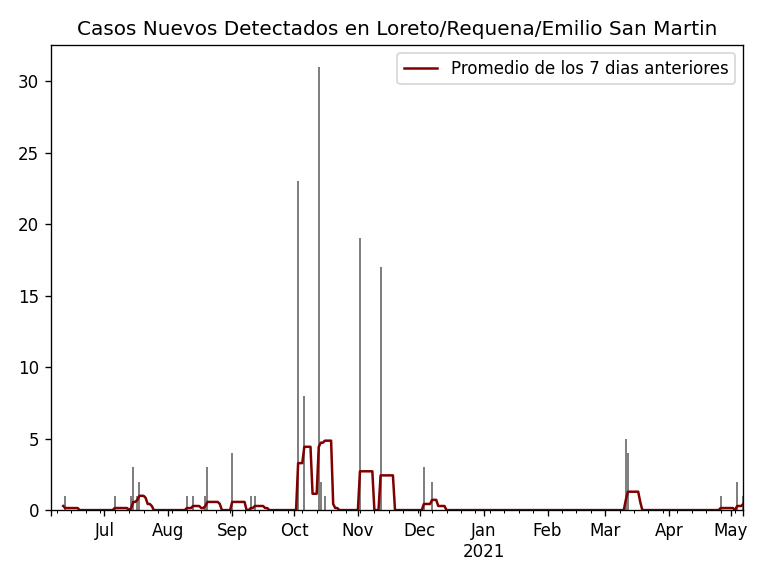 Casos Nuevos Detectados en Loreto/Requena/Emilio San Martin
Promedio de los 7 dias anteriores
30
25
20
15
10
5
0
Jul Aug Sep Oct Nov Dec Jan Feb Mar Apr May
2021